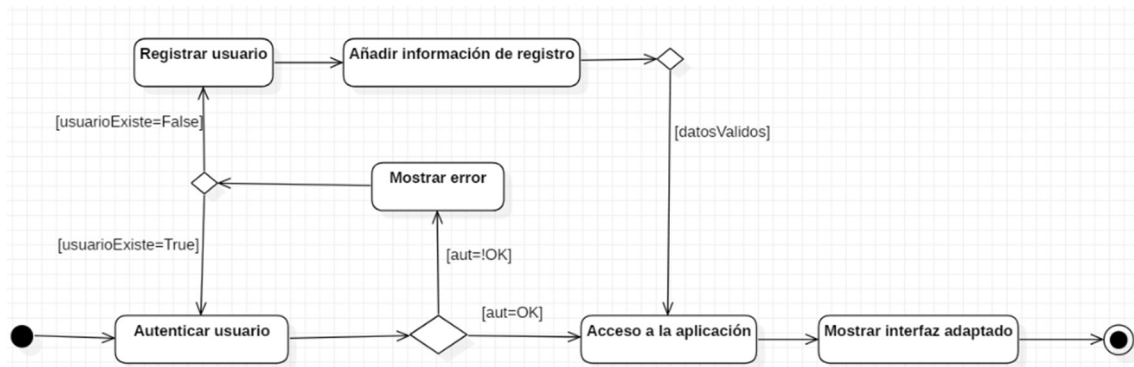 Registrar usuario
Añadir información de registro
[usuarioExiste=False]
[datosValidos]
Mostrar error
[usuarioExiste=True]
[aut=!OK]
[aut=OK]
Autenticar usuario
Acceso a la aplicación
Mostrar interfaz adaptado